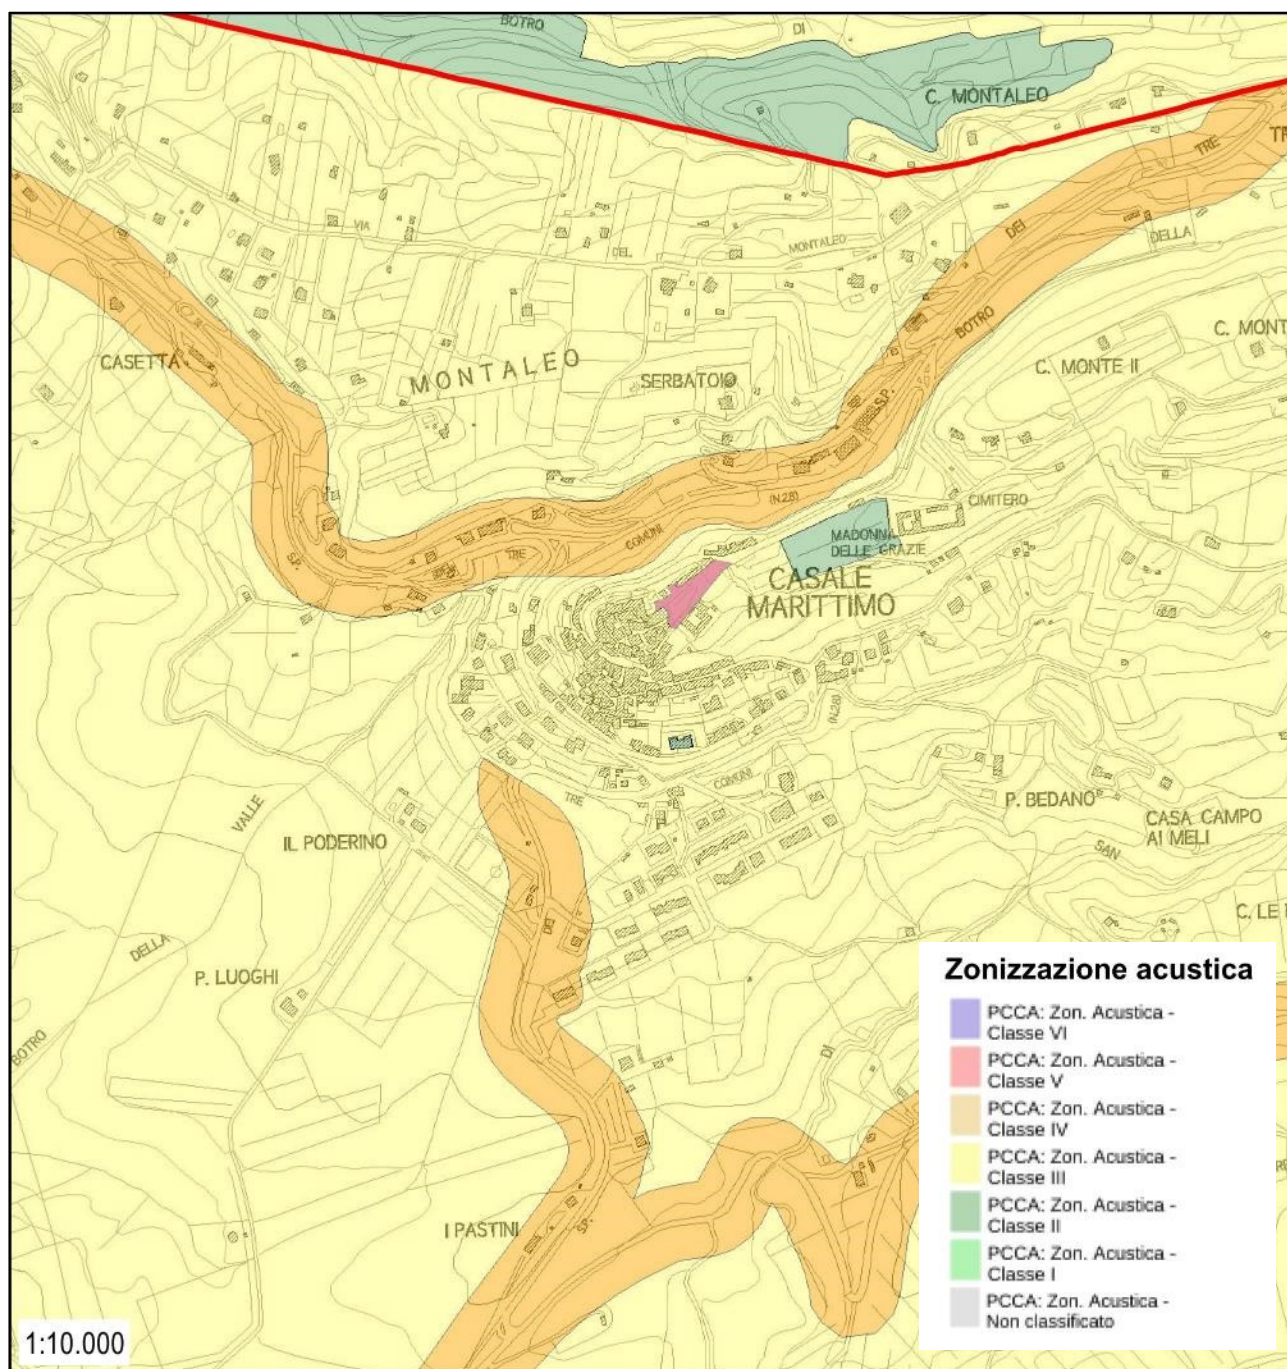 BOTRO
DI
C. MONTALEO
TRE
TR
DEI
VIA
DEL
MONTALEO
DELLA
BOTRO
C. MONT
CASETTA
MONTALEO
SERBATOIO
C. MONTE II
S.P.
(N.28)
CIMITERO
S.P.
TRE
COMUNI
MADONNA
DELLE GRAZIE
CASALE
MARITTIMO
(N.28)
TRE
COMUNI
P. BEDANO
VALLE
IL PODERINO
CASA CAMPO
AI MELI
SAN
C. LE
DEI
DELLA
P. LUOGHI
BOTRO
DI
I PASTINI
S.P.
Zonizzazione acustica
PCCA: Zon. Acustica -
Classe VI
PCCA: Zon. Acustica -
Classe V
PCCA: Zon. Acustica -
Classe IV
PCCA: Zon. Acustica -
Classe III
PCCA: Zon. Acustica -
Classe II
PCCA: Zon. Acustica -
Classe I
PCCA: Zon. Acustica -
Non classificato
1:10.000